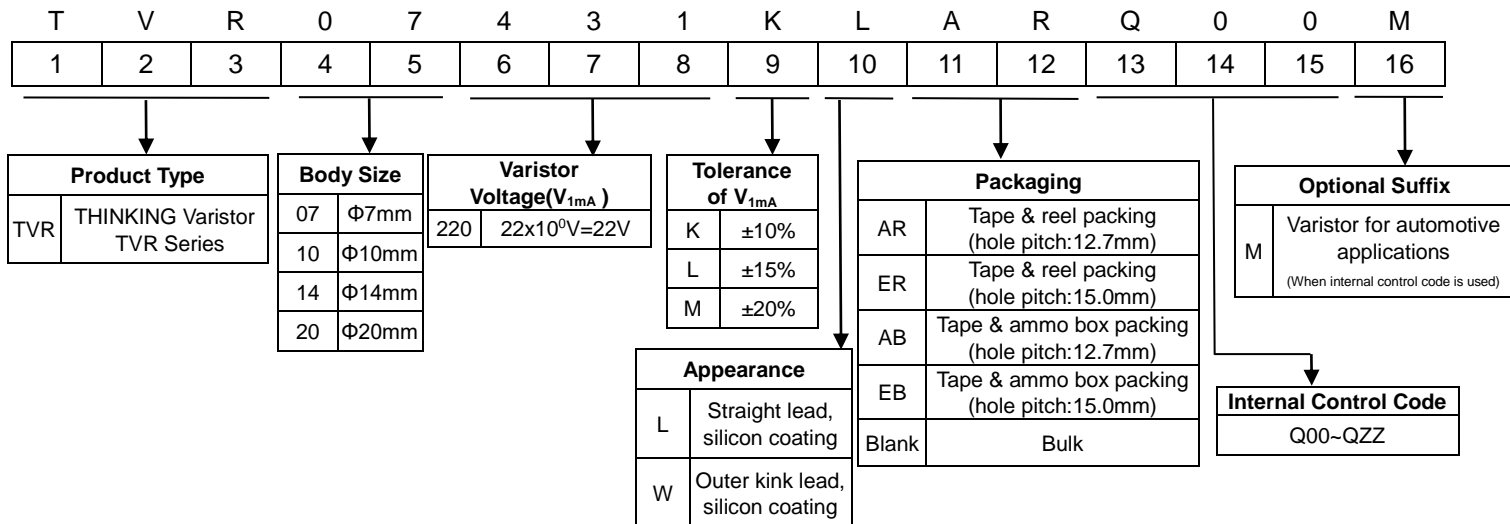 T V R 0 7 4 3 1 K L A R Q 0 0 M
1 2 3 4 5 6 7 8 9 10 11 12 13 14 15 16
Product Type
TVR THINKING Varistor
TVR Series
Body Size
07 Φ7mm
10 Φ10mm
14 Φ14mm
20 Φ20mm
Varistor
Voltage(V1mA )
220 22x10⁰V=22V
Tolerance
of V1mA
K ±10%
L ±15%
M ±20%
Appearance
L Straight lead,
silicon coating
W Outer kink lead,
silicon coating
Packaging
AR Tape & reel packing
(hole pitch:12.7mm)
ER Tape & reel packing
(hole pitch:15.0mm)
AB Tape & ammo box packing
(hole pitch:12.7mm)
EB Tape & ammo box packing
(hole pitch:15.0mm)
Blank Bulk
Internal Control Code
Q00~QZZ
Optional Suffix
M Varistor for automotive
applications
(When internal control code is used)